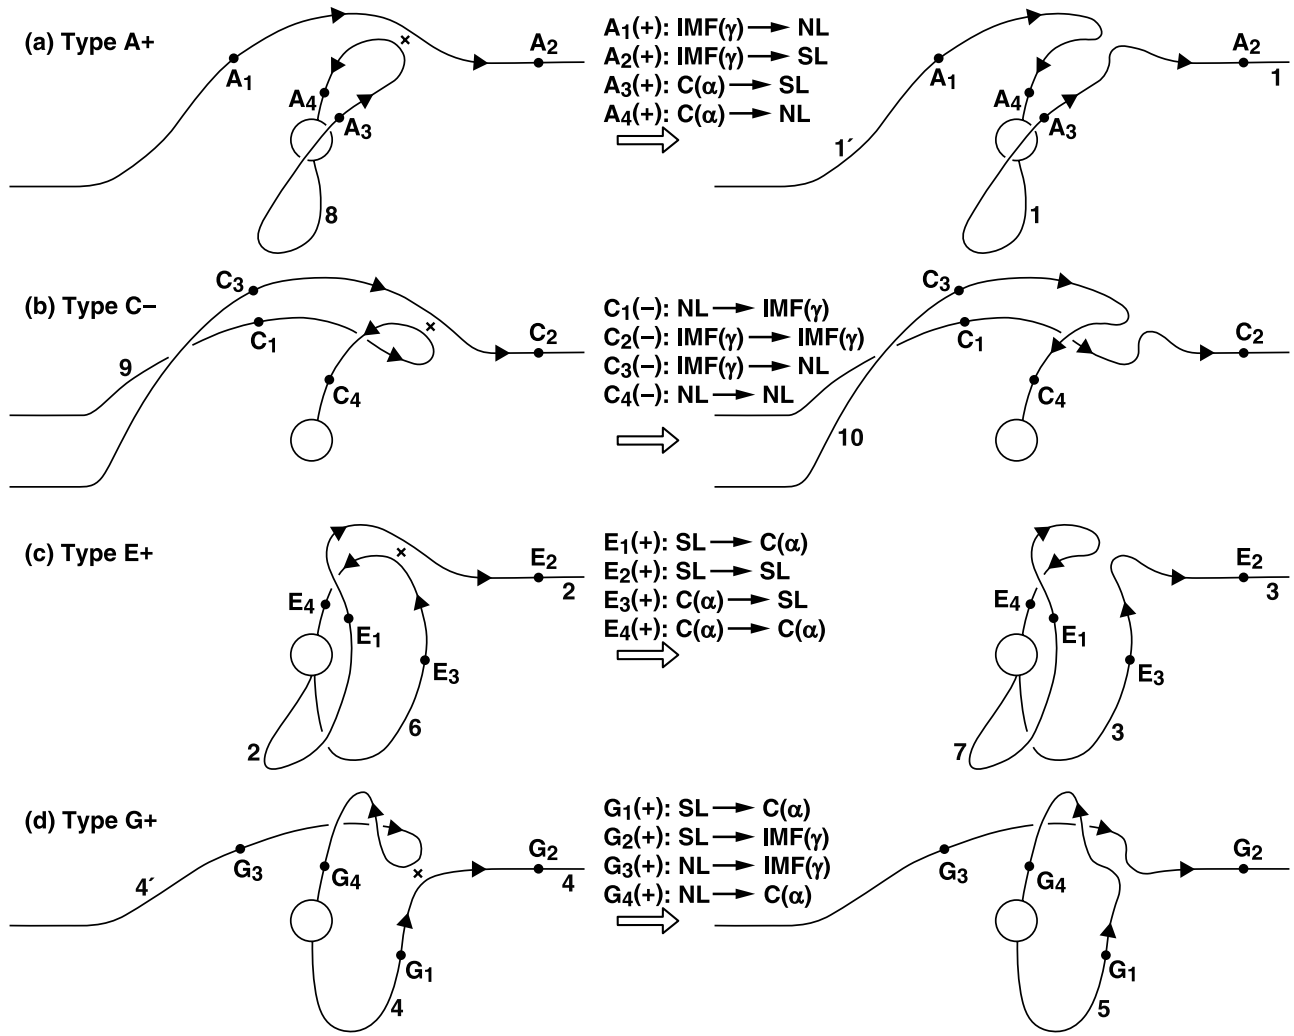 (a) Type A+
A1
A2
A3
A4
8
A1(+): IMF(γ) → NL
A2(+): IMF(γ) → SL
A3(+): C(α) → SL
A4(+): C(α) → NL
A1
A2
1
A4
A3
1´
1
(b) Type C−
C3
C1
C2
9
C4
C1(−): NL → IMF(γ)
C2(−): IMF(γ) → IMF(γ)
C3(−): IMF(γ) → NL
C4(−): NL → NL
C3
C1
C2
C4
10
(c) Type E+
E2
2
E4
E1
E3
6
2
E1(+): SL → C(α)
E2(+): SL → SL
E3(+): C(α) → SL
E4(+): C(α) → C(α)
E2
3
E4
E1
E3
3
7
(d) Type G+
G3
G4
G2
4´
4
G1
4
G1(+): SL → C(α)
G2(+): SL → IMF(γ)
G3(+): NL → IMF(γ)
G4(+): NL → C(α)
G3
G4
G2
G1
5